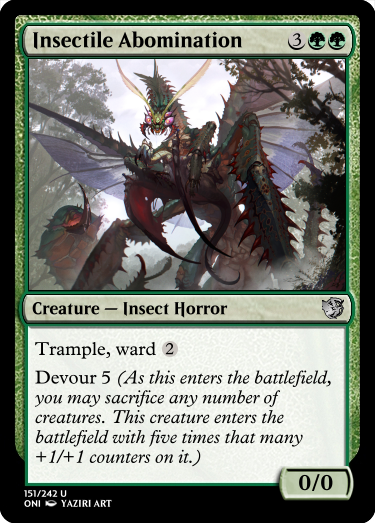 Insectile Abomination 3
Creature — Insect Horror
Trample, ward 2
Devour 5 (As this enters the battlefield,
you may sacrifice any number of
creatures. This creature enters the
battlefield with five times that many
+1/+1 counters on it.)
0/0
151/242 U
ONI YAZIRI ART